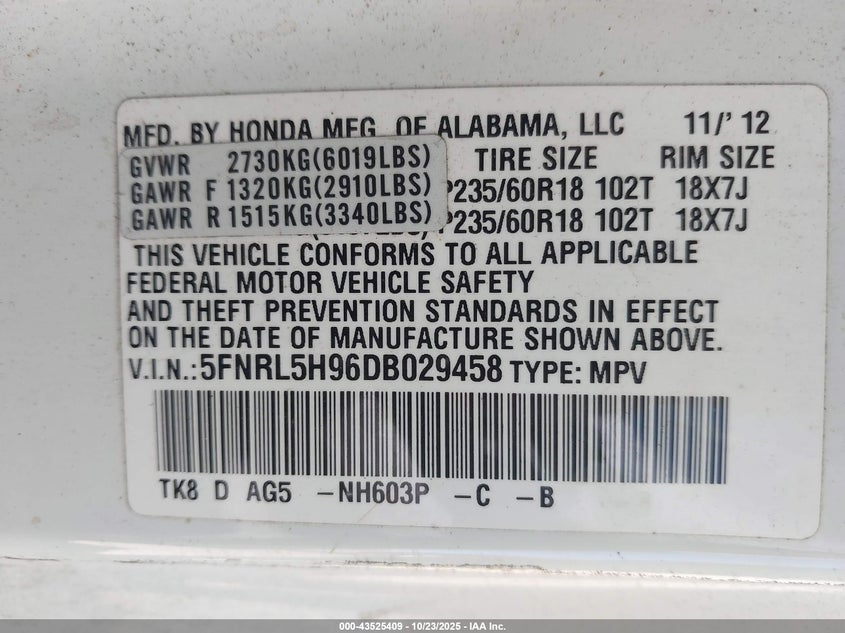 MFD. BY HONDA MFG. OF ALABAMA, LLC 11/' 12
GVWR 2730KG(6019LBS) TIRE SIZE RIM SIZE
GAWR F 1320KG(2910LBS) P235/60R18 102T 18X7J
GAWR R 1515KG(3340LBS) P235/60R18 102T 18X7J
THIS VEHICLE CONFORMS TO ALL APPLICABLE
FEDERAL MOTOR VEHICLE SAFETY
AND THEFT PREVENTION STANDARDS IN EFFECT
ON THE DATE OF MANUFACTURE SHOWN ABOVE.
V.I.N.:5FNRL5H96DB029458 TYPE: MPV
TK8 D AG5 -NH603P -C -B
000-43525409 | 10/23/2025 - IAA Inc.